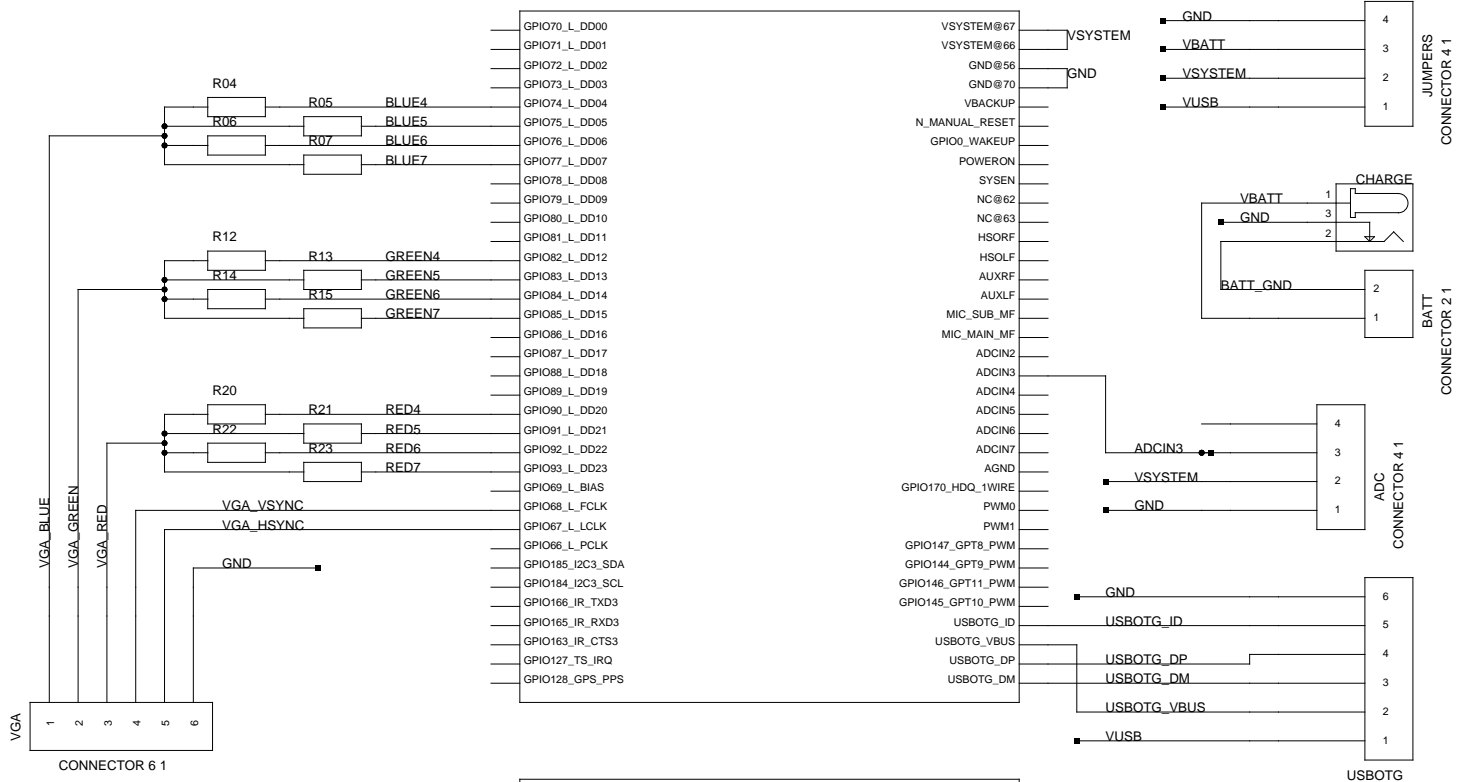 GPIO70_L_DD00
GPIO71_L_DD01
GPIO72_L_DD02
GPIO73_L_DD03
GPIO74_L_DD04
GPIO75_L_DD05
GPIO76_L_DD06
GPIO77_L_DD07
GPIO78_L_DD08
GPIO79_L_DD09
GPIO80_L_DD10
GPIO81_L_DD11
GPIO82_L_DD12
GPIO83_L_DD13
GPIO84_L_DD14
GPIO85_L_DD15
GPIO86_L_DD16
GPIO87_L_DD17
GPIO88_L_DD18
GPIO89_L_DD19
GPIO90_L_DD20
GPIO91_L_DD21
GPIO92_L_DD22
GPIO93_L_DD23
GPIO69_L_BIAS
GPIO68_L_FCLK
GPIO67_L_LCLK
GPIO66_L_PCLK
GPIO185_I2C3_SDA
GPIO184_I2C3_SCL
GPIO166_IR_TXD3
GPIO165_IR_RXD3
GPIO163_IR_CTS3
GPIO127_TS_IRQ
GPIO128_GPS_PPS
VSYSTEM@67
VSYSTEM@66
GND@56
GND@70
VBACKUP
N_MANUAL_RESET
GPIO0_WAKEUP
POWERON
SYSEN
NC@62
NC@63
HSORF
HSOLF
AUXRF
AUXLF
MIC_SUB_MF
MIC_MAIN_MF
ADCIN2
ADCIN3
ADCIN4
ADCIN5
ADCIN6
ADCIN7
AGND
GPIO170_HDQ_1WIRE
PWM0
PWM1
GPIO147_GPT8_PWM
GPIO144_GPT9_PWM
GPIO146_GPT11_PWM
GPIO145_GPT10_PWM
USBOTG_ID
USBOTG_VBUS
USBOTG_DP
USBOTG_DM
VSYSTEM
GND
R04
R05 BLUE4
R06 BLUE5
R07 BLUE6
BLUE7
R12
R13 GREEN4
R14 GREEN5
R15 GREEN6
GREEN7
R20
R21 RED4
R22 RED5
R23 RED6
RED7
VGA_VSYNC
VGA_HSYNC
GND
VGA_BLUE
VGA_GREEN
VGA_RED
VGA
1 2 3 4 5 6
CONNECTOR 6 1
GND 4
VBATT 3
VSYSTEM 2
VUSB 1
JUMPERS
CONNECTOR 4 1
CHARGE
VBATT 1
GND 3
2
BATT_GND 2
1
BATT
CONNECTOR 2 1
4
ADCIN3 3
VSYSTEM 2
GND 1
ADC
CONNECTOR 4 1
GND 6
USBOTG_ID 5
USBOTG_DP 4
USBOTG_DM 3
USBOTG_VBUS 2
VUSB 1
USBOTG